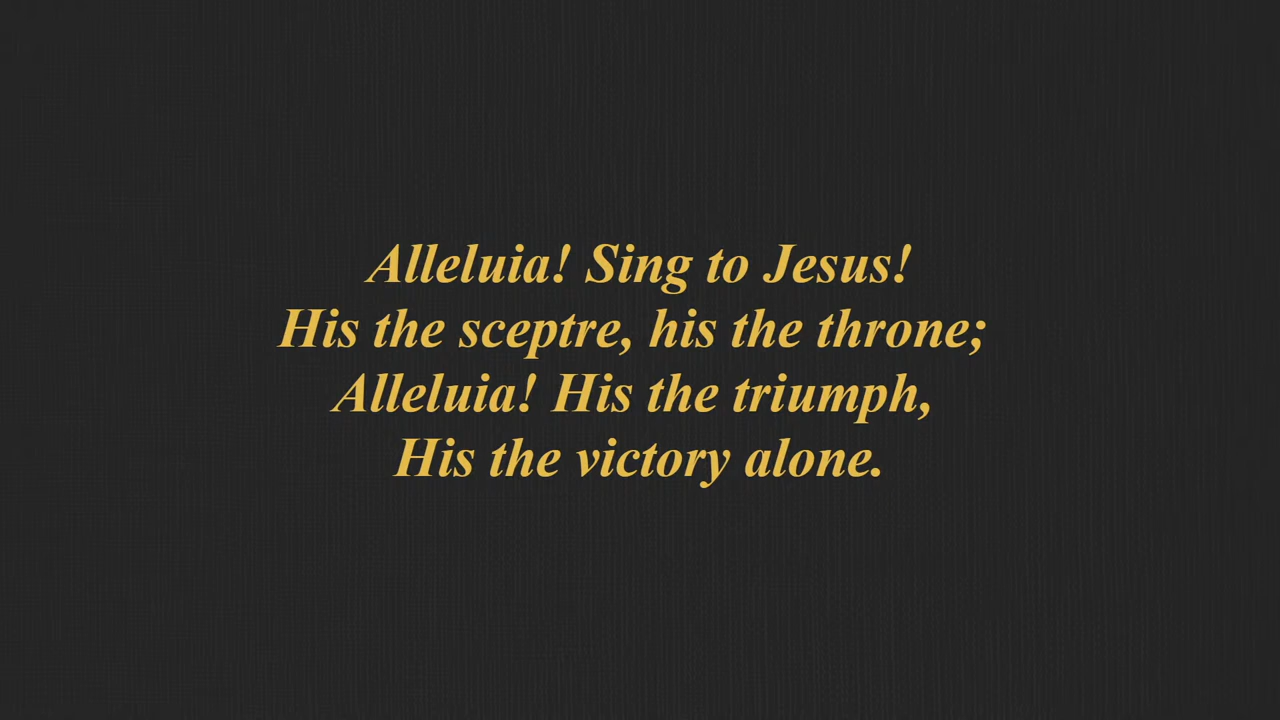 Alleluia! Sing to Jesus!
His the sceptre, his the throne;
Alleluia! His the triumph,
His the victory alone.